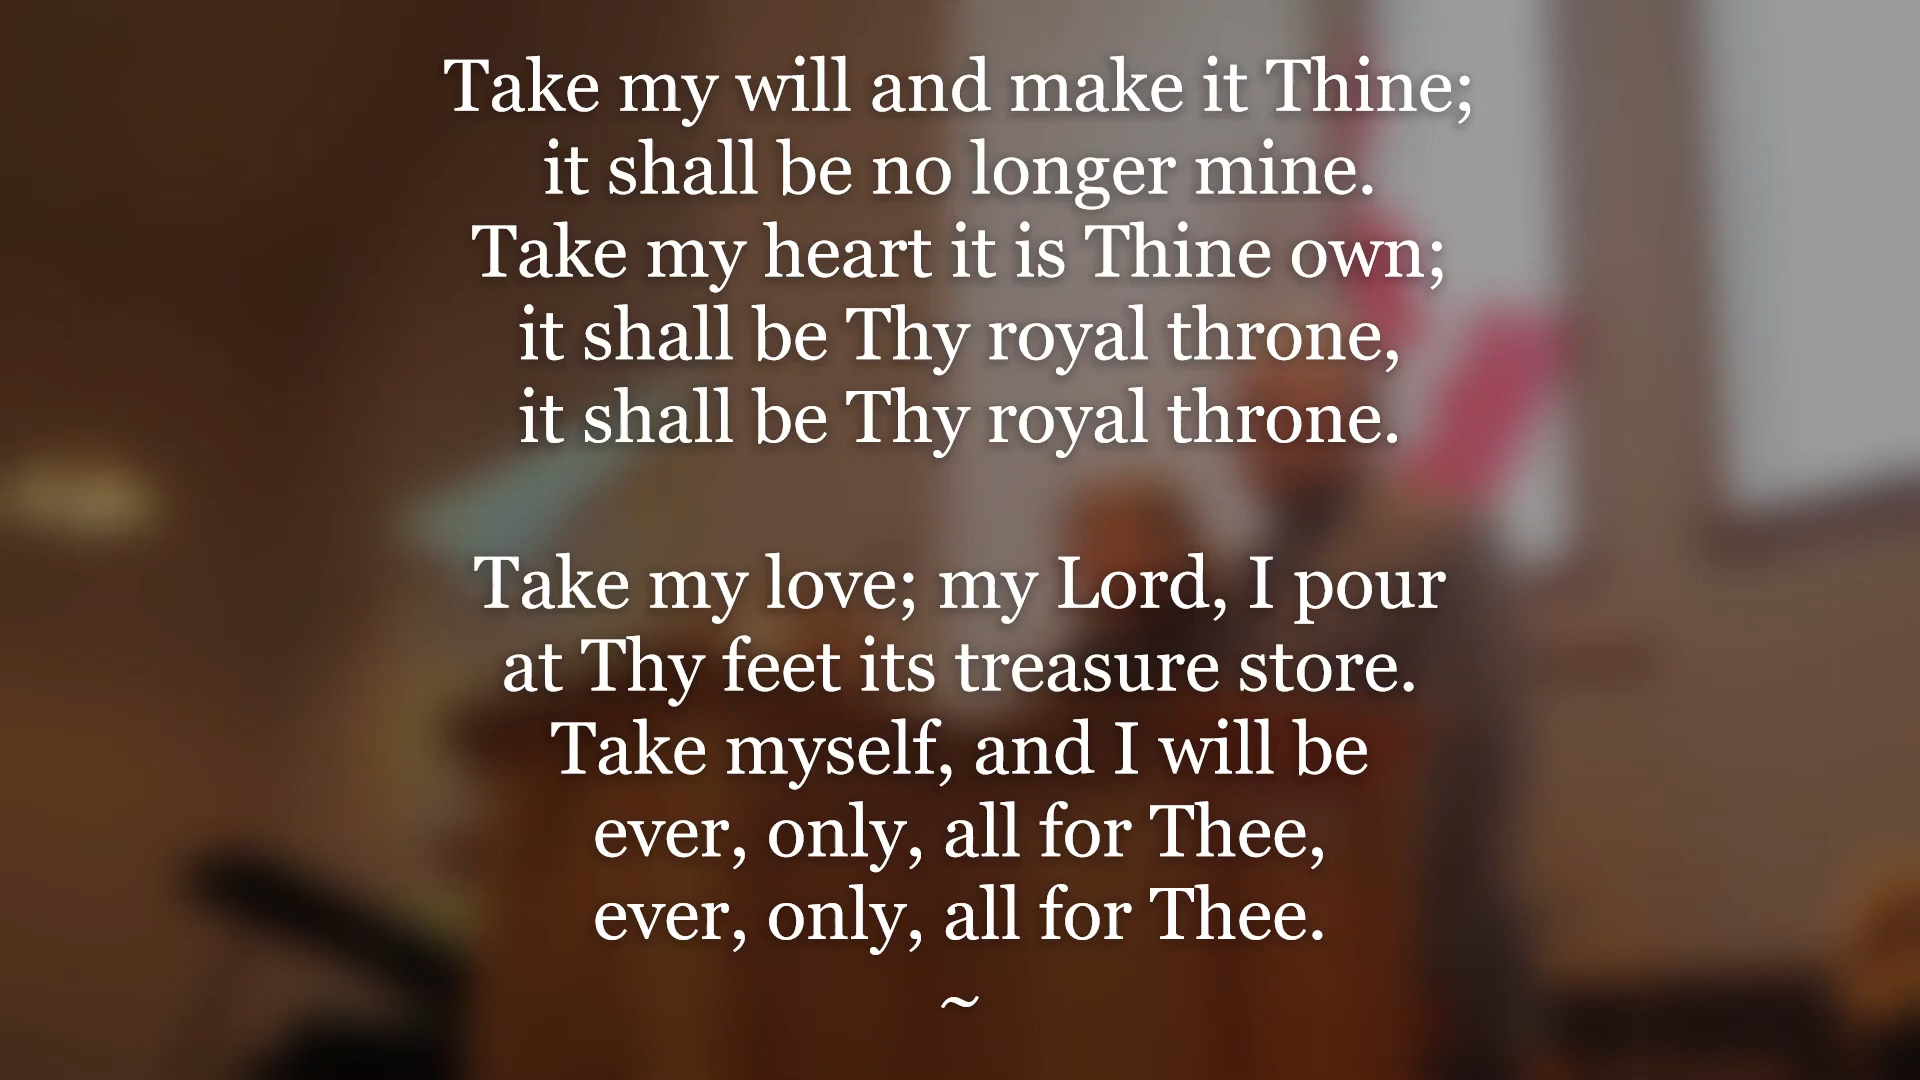 Take my will and make it Thine;
it shall be no longer mine.
Take my heart it is Thine own;
it shall be Thy royal throne,
it shall be Thy royal throne.
Take my love; my Lord, I pour
at Thy feet its treasure store.
Take myself, and I will be
ever, only, all for Thee,
ever, only, all for Thee.
~